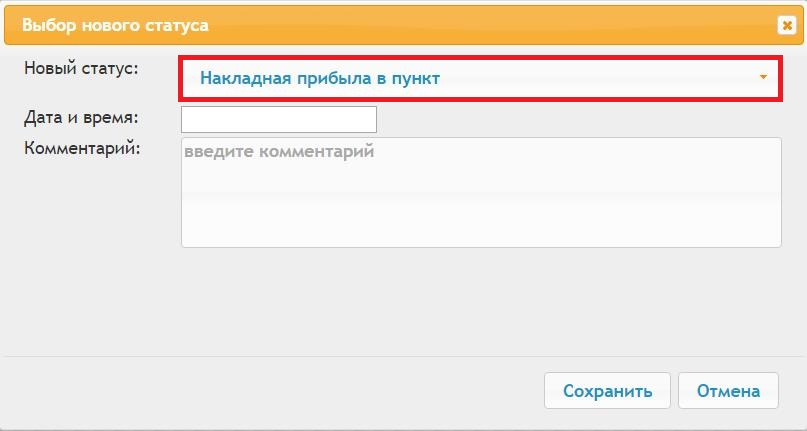 Выбор нового статуса
Новый статус:
Накладная прибыла в пункт
Дата и время:
Комментарий:
введите комментарий
Сохранить
Отмена